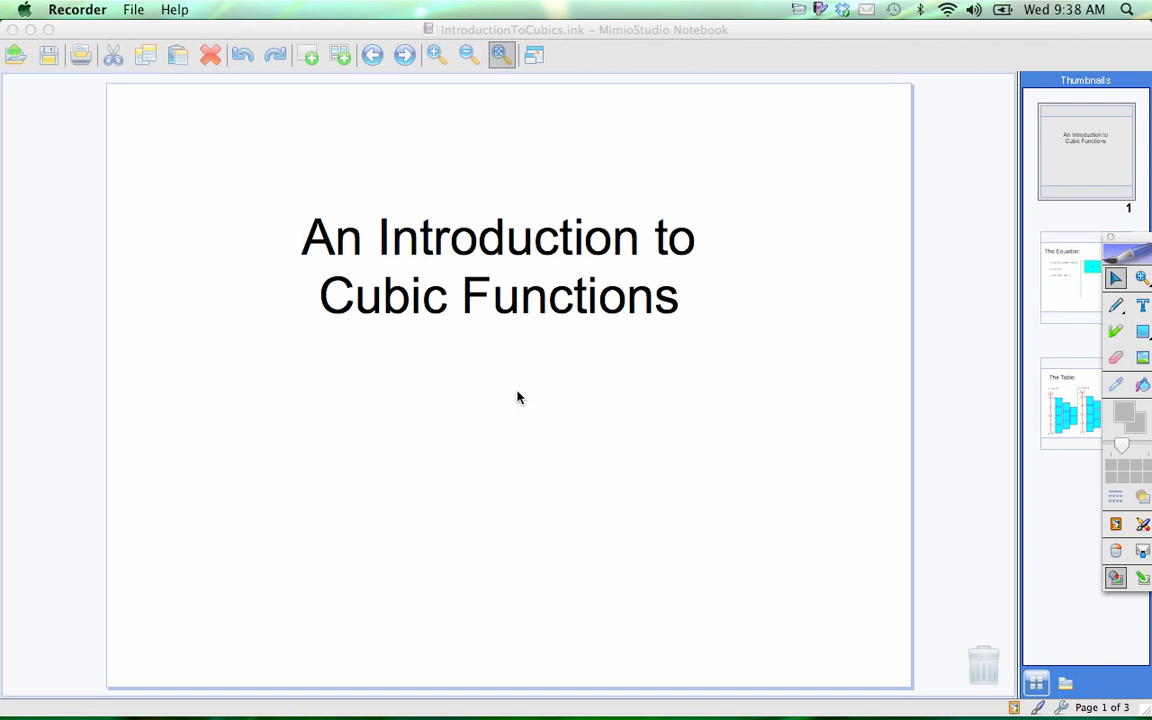 Recorder File Help Wed 9:38 AM
IntroductionToCubics.ink – MimioStudio Notebook
Thumbnails
An Introduction to
Cubic Functions
An Introduction to
Cubic Functions
1
The Equation:
The Table:
Page 1 of 3